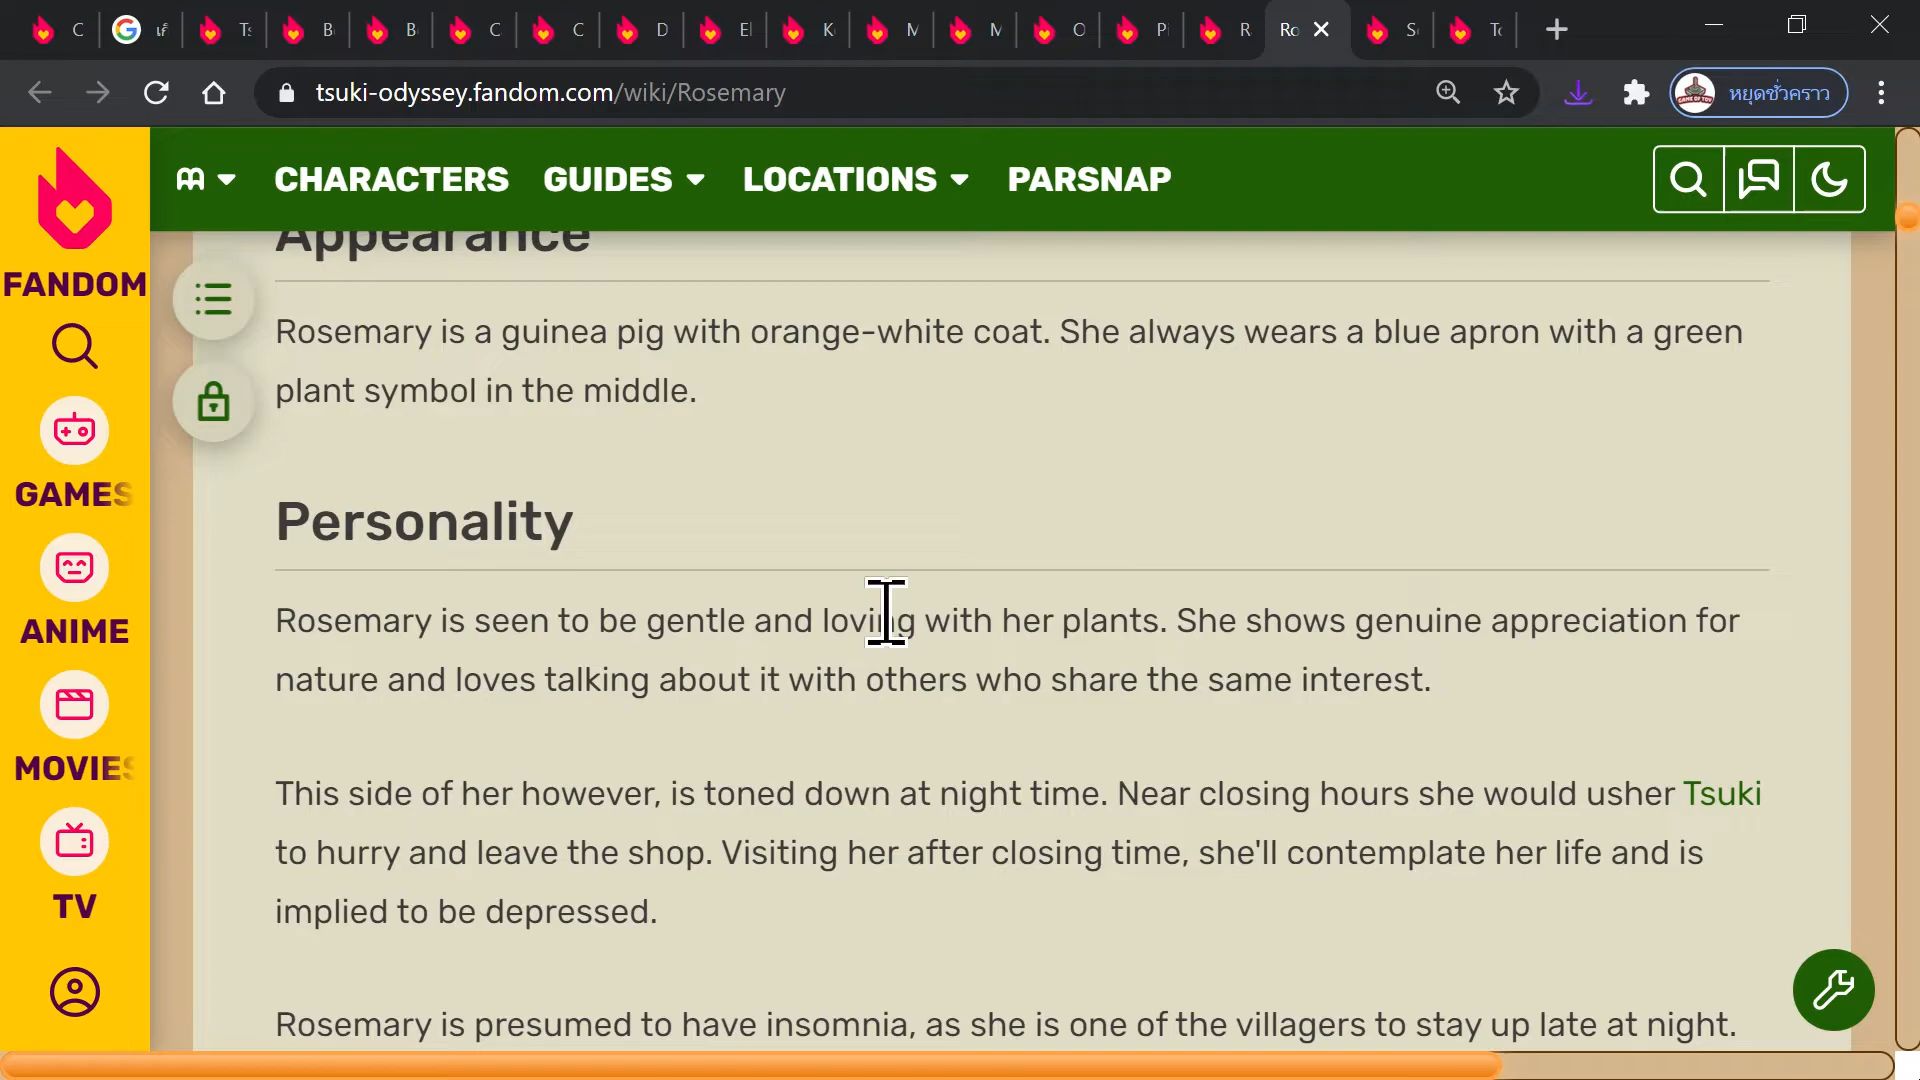 C
Ts
B
B
C
C
D
El
K
M
M
O
Pi
R
Ro
S
To
tsuki-odyssey.fandom.com/wiki/Rosemary
หยุดชั่วคราว
CHARACTERS GUIDES LOCATIONS PARSNAP
FANDOM
GAMES
ANIME
MOVIES
TV
Appearance
Rosemary is a guinea pig with orange-white coat. She always wears a blue apron with a green
plant symbol in the middle.
Personality
Rosemary is seen to be gentle and loving with her plants. She shows genuine appreciation for
nature and loves talking about it with others who share the same interest.
This side of her however, is toned down at night time. Near closing hours she would usher Tsuki
to hurry and leave the shop. Visiting her after closing time, she'll contemplate her life and is
implied to be depressed.
Rosemary is presumed to have insomnia, as she is one of the villagers to stay up late at night.